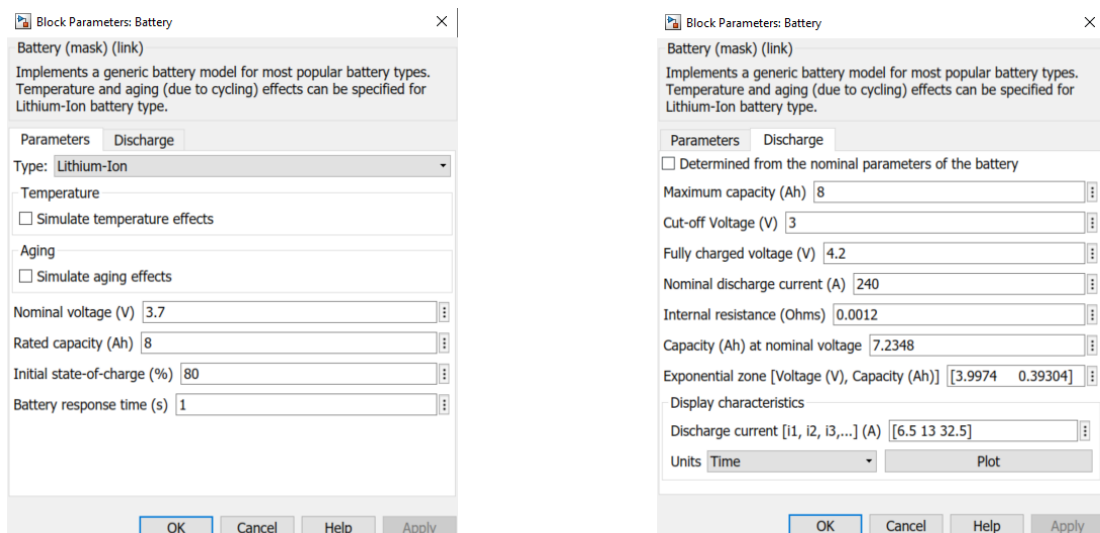 Block Parameters: Battery
Battery (mask) (link)
Implements a generic battery model for most popular battery types.
Temperature and aging (due to cycling) effects can be specified for
Lithium-Ion battery type.
Parameters Discharge
Type: Lithium-Ion
Temperature
Simulate temperature effects
Aging
Simulate aging effects
Nominal voltage (V) 3.7
Rated capacity (Ah) 8
Initial state-of-charge (%) 80
Battery response time (s) 1
OK Cancel Help Apply
Block Parameters: Battery
Battery (mask) (link)
Implements a generic battery model for most popular battery types.
Temperature and aging (due to cycling) effects can be specified for
Lithium-Ion battery type.
Parameters Discharge
Determined from the nominal parameters of the battery
Maximum capacity (Ah) 8
Cut-off Voltage (V) 3
Fully charged voltage (V) 4.2
Nominal discharge current (A) 240
Internal resistance (Ohms) 0.0012
Capacity (Ah) at nominal voltage 7.2348
Exponential zone [Voltage (V), Capacity (Ah)] [3.9974 0.39304]
Display characteristics
Discharge current [i1, i2, i3,...] (A) [6.5 13 32.5]
Units Time Plot
OK Cancel Help Apply